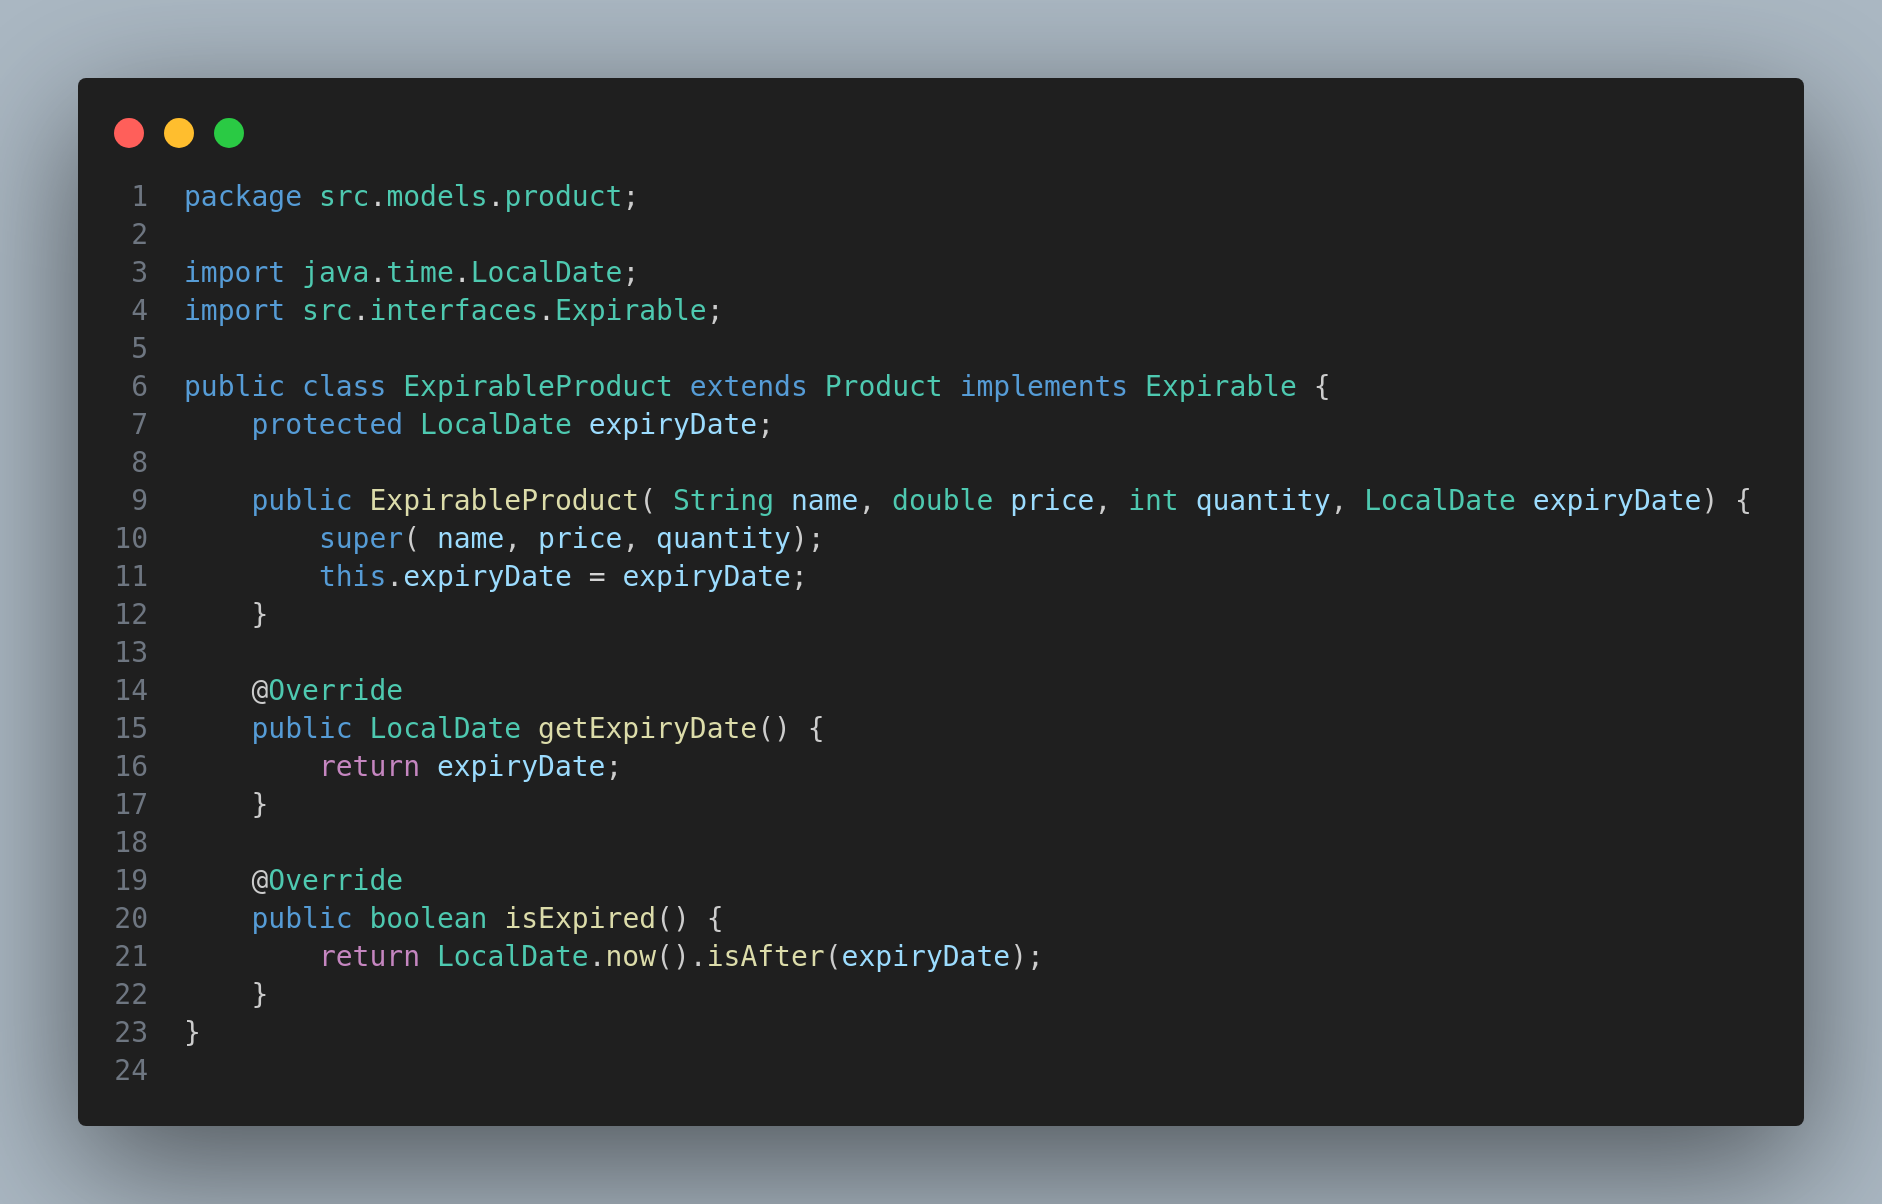 1 package src.models.product;
2
3 import java.time.LocalDate;
4 import src.interfaces.Expirable;
5
6 public class ExpirableProduct extends Product implements Expirable {
7     protected LocalDate expiryDate;
8
9     public ExpirableProduct( String name, double price, int quantity, LocalDate expiryDate) {
10         super( name, price, quantity);
11         this.expiryDate = expiryDate;
12     }
13
14     @Override
15     public LocalDate getExpiryDate() {
16         return expiryDate;
17     }
18
19     @Override
20     public boolean isExpired() {
21         return LocalDate.now().isAfter(expiryDate);
22     }
23 }
24